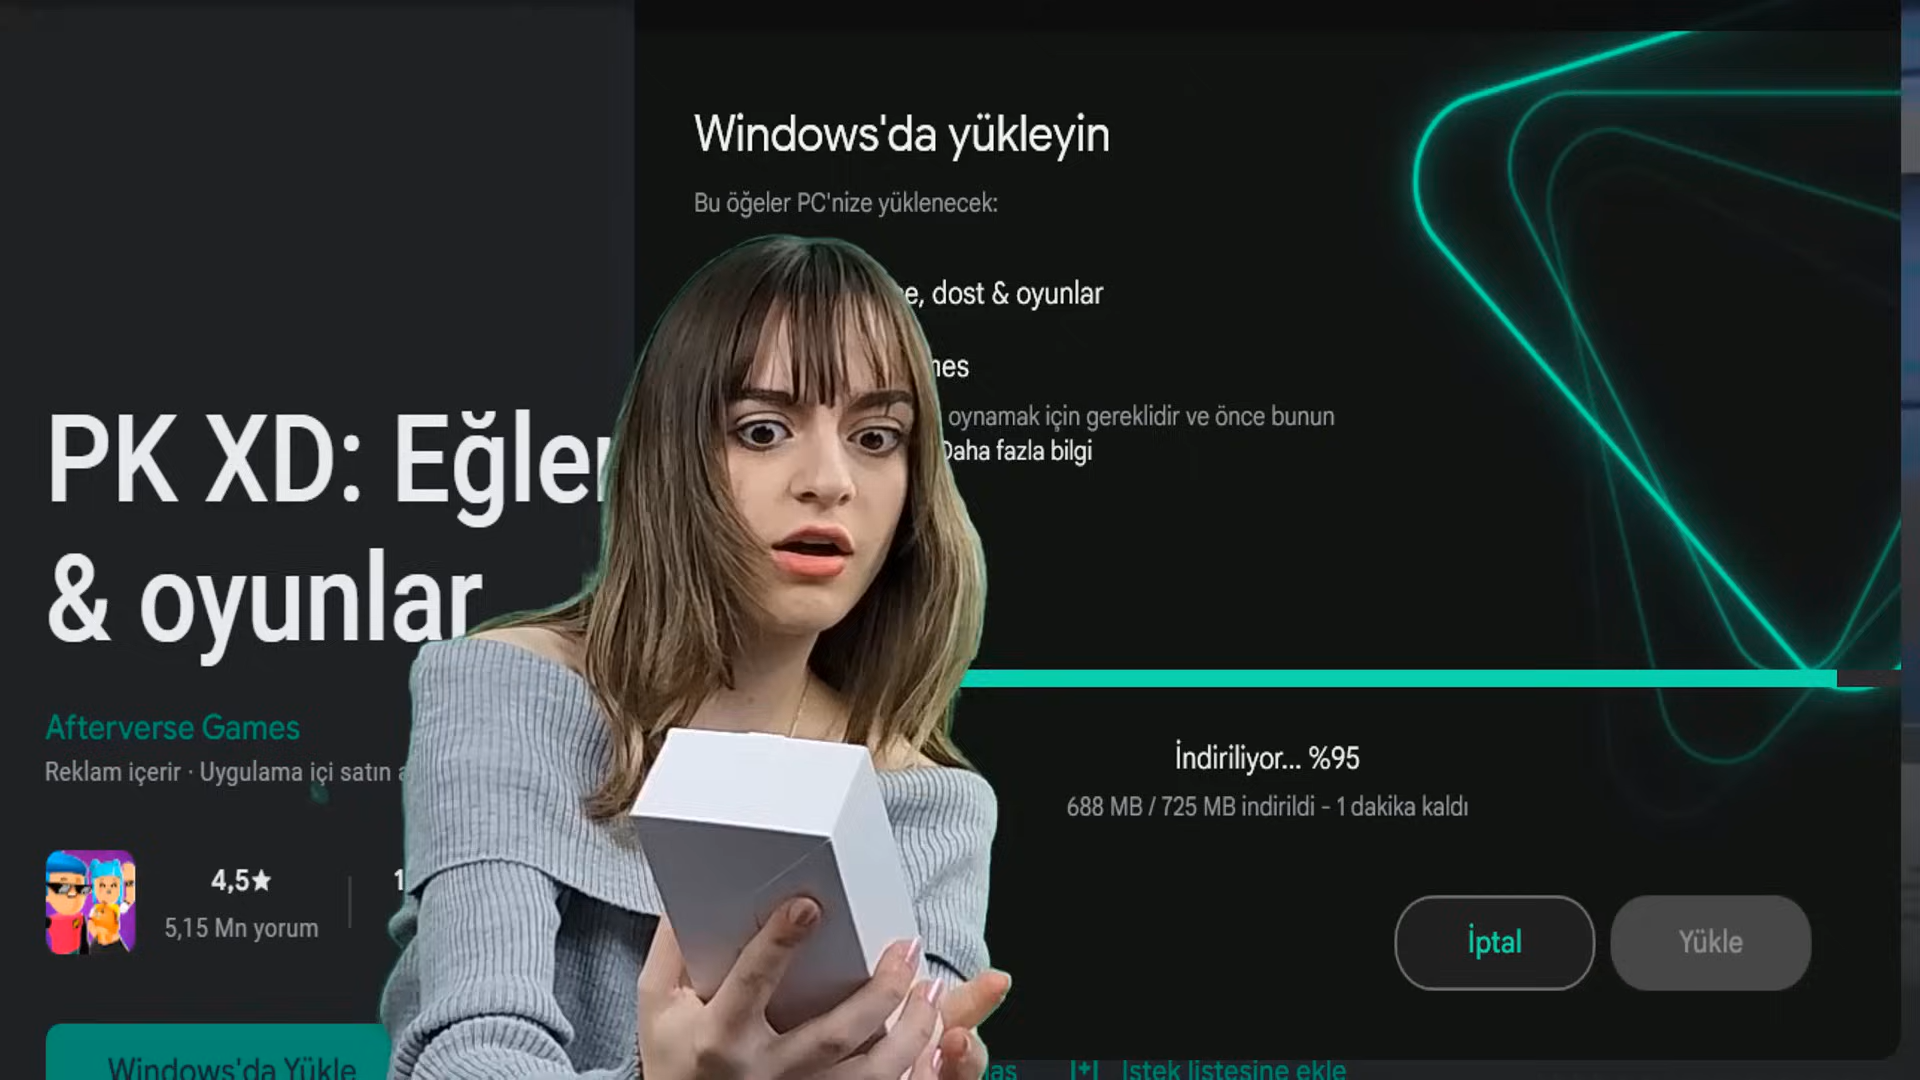 PK XD: Eğle
& oyunlar
Afterverse Games
Reklam içerir · Uygulama içi satın
4,5★
5,15 Mn yorum
Windows'da Yükle
Windows'da yükleyin
Bu öğeler PC'nize yüklenecek:
dost & oyunlar
oynamak için gereklidir ve önce bunun
Daha fazla bilgi
İndiriliyor... %95
688 MB / 725 MB indirildi - 1 dakika kaldı
İptal
Yükle
İstek listesine ekle